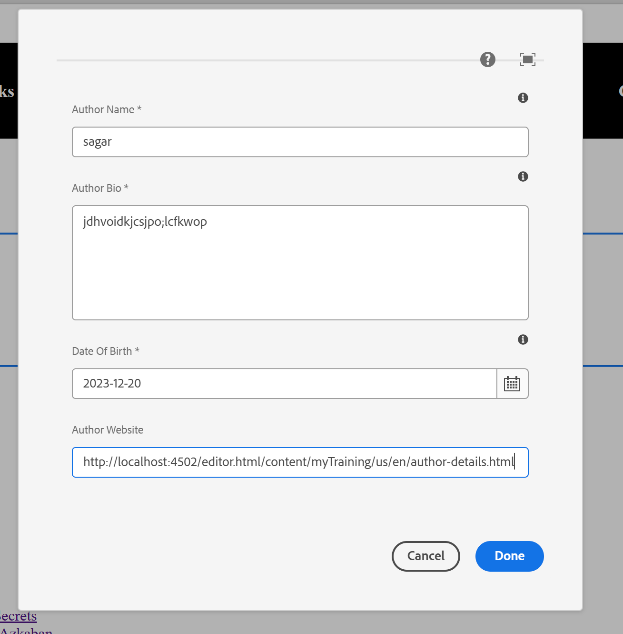 ks
?
i
Author Name *
sagar
i
Author Bio *
jdhvoidkjcsjpo;lcfkwop
i
Date Of Birth *
2023-12-20
Author Website
http://localhost:4502/editor.html/content/myTraining/us/en/author-details.html
Cancel
Done
ecrets
Azkaban